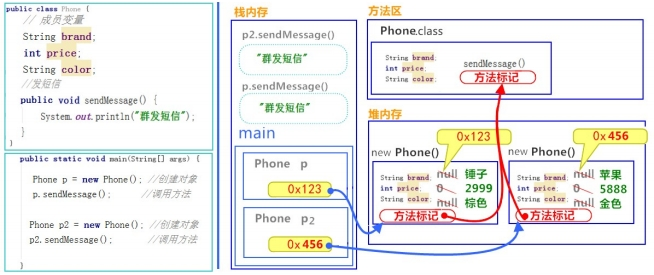 public class Phone {
// 成员变量
String brand;
int price;
String color;
//发短信
public void sendMessage() {
System.out.println("群发短信");
}
}
public static void main(String[] args) {
Phone p = new Phone(); //创建对象
p.sendMessage(); //调用方法
Phone p2 = new Phone(); //创建对象
p2.sendMessage(); //调用方法
}
栈内存
p2.sendMessage()
"群发短信"
p.sendMessage()
"群发短信"
main
Phone p
0x123
Phone p2
0x456
方法区
Phone.class
String brand;
int price;
String color;
sendMessage()
方法标记
堆内存
0x123
new Phone()
String brand; null 锤子
int price; 0 2999
String color; null 棕色
方法标记
0x456
new Phone()
String brand; null 苹果
int price; 0 5888
String color; null 金色
方法标记